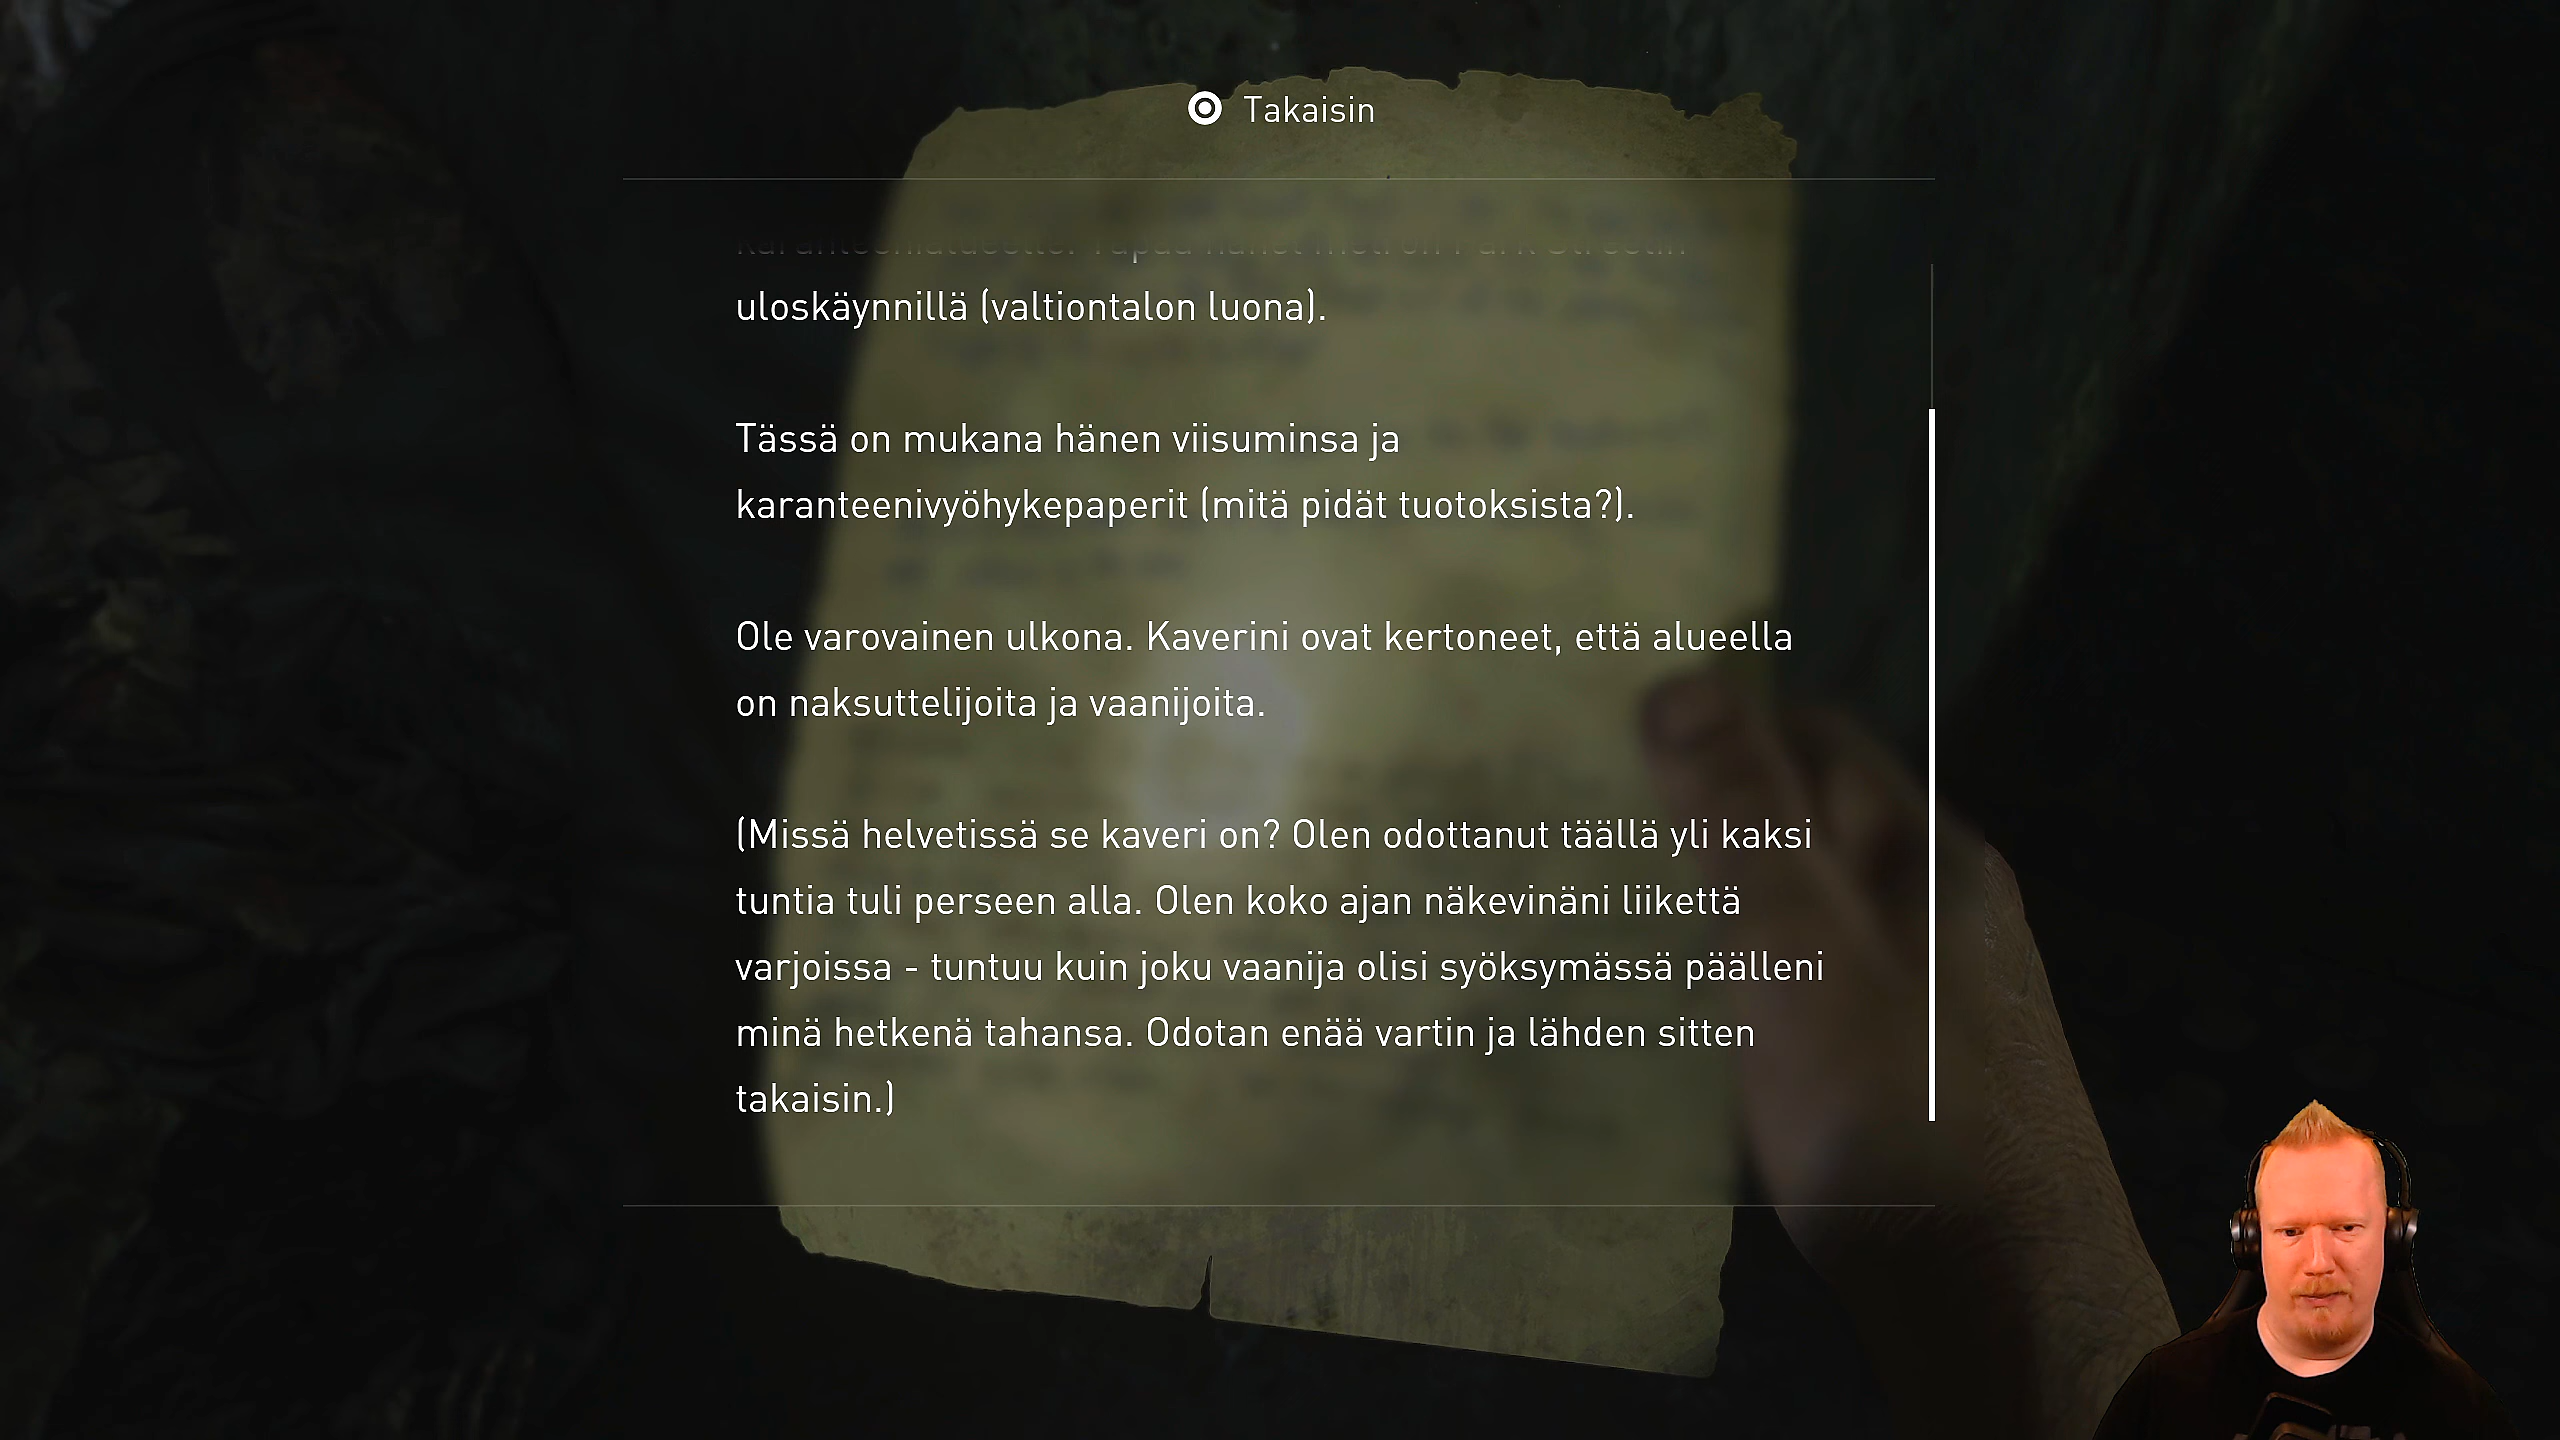 Takaisin
uloskäynnillä (valtiontalon luona).
Tässä on mukana hänen viisuminsa ja
karanteenivyöhykepaperit (mitä pidät tuotoksista?).
Ole varovainen ulkona. Kaverini ovat kertoneet, että alueella
on naksuttelijoita ja vaanijoita.
(Missä helvetissä se kaveri on? Olen odottanut täällä yli kaksi
tuntia tuli perseen alla. Olen koko ajan näkevinäni liikettä
varjoissa - tuntuu kuin joku vaanija olisi syöksymässä päälleni
minä hetkenä tahansa. Odotan enää vartin ja lähden sitten
takaisin.)